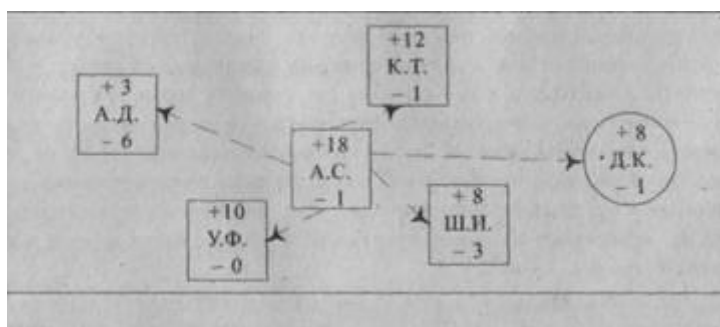 +12
К.Т.
– 1
+ 3
А.Д.
– 6
+18
А.С.
– 1
+ 8
Д.К.
– 1
+10
У.Ф.
– 0
+ 8
Ш.И.
– 3